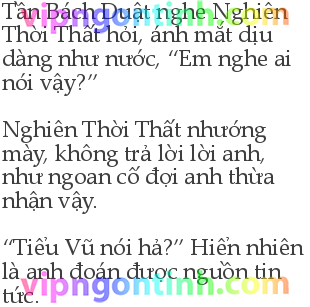 Tần Bách Duật nghe Nghiên
Thời Thất hỏi, ánh mắt dịu
dàng như nước, “Em nghe ai
nói vậy?”
Nghiên Thời Thất nhướng
mày, không trả lời lời anh,
như ngoan cố đợi anh thừa
nhận vậy.
“Tiểu Vũ nói hả?” Hiển nhiên
là anh đoán được nguồn tin
tức.
vipngontinh.com
vipngontinh.com